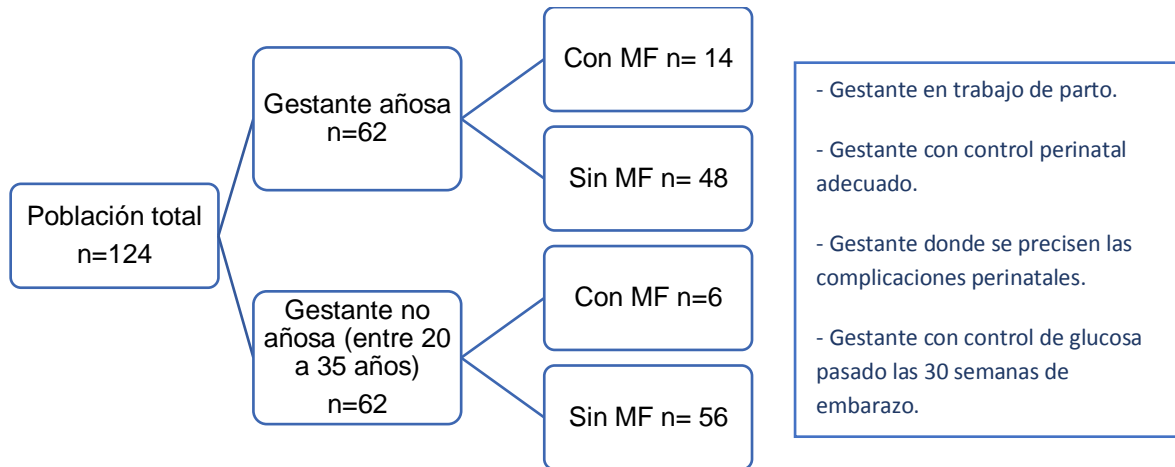 Población total
n=124
Gestante añosa
n=62
Con MF n= 14
Sin MF n= 48
Gestante no
añosa (entre 20
a 35 años)
n=62
Con MF n=6
Sin MF n= 56
- Gestante en trabajo de parto.
- Gestante con control perinatal
adecuado.
- Gestante donde se precisen las
complicaciones perinatales.
- Gestante con control de glucosa
pasado las 30 semanas de
embarazo.